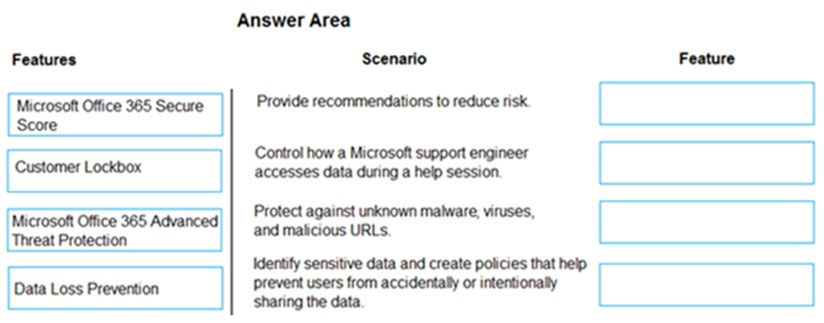 Answer Area
Features
Scenario
Feature
Microsoft Office 365 Secure
Score
Provide recommendations to reduce risk.
Customer Lockbox
Control how a Microsoft support engineer
accesses data during a help session.
Microsoft Office 365 Advanced
Threat Protection
Protect against unknown malware, viruses,
and malicious URLs.
Data Loss Prevention
Identify sensitive data and create policies that help
prevent users from accidentally or intentionally
sharing the data.